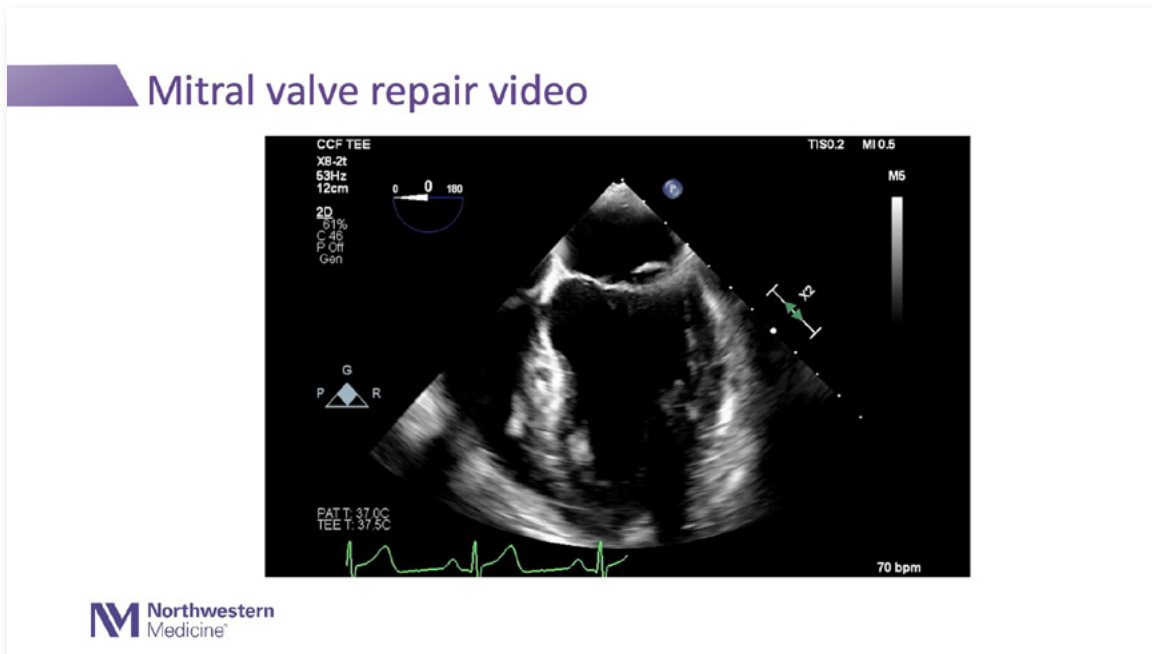 Mitral valve repair video
CCF TEE
X8-2t
53Hz
12cm
2D
61%
C 46
P Off
Gen
0 0 180
TIS0.2 MI 0.5
P
M5
X2
G
P R
PAT T: 37.0C
TEE T: 37.5C
70 bpm
NM Northwestern
Medicine